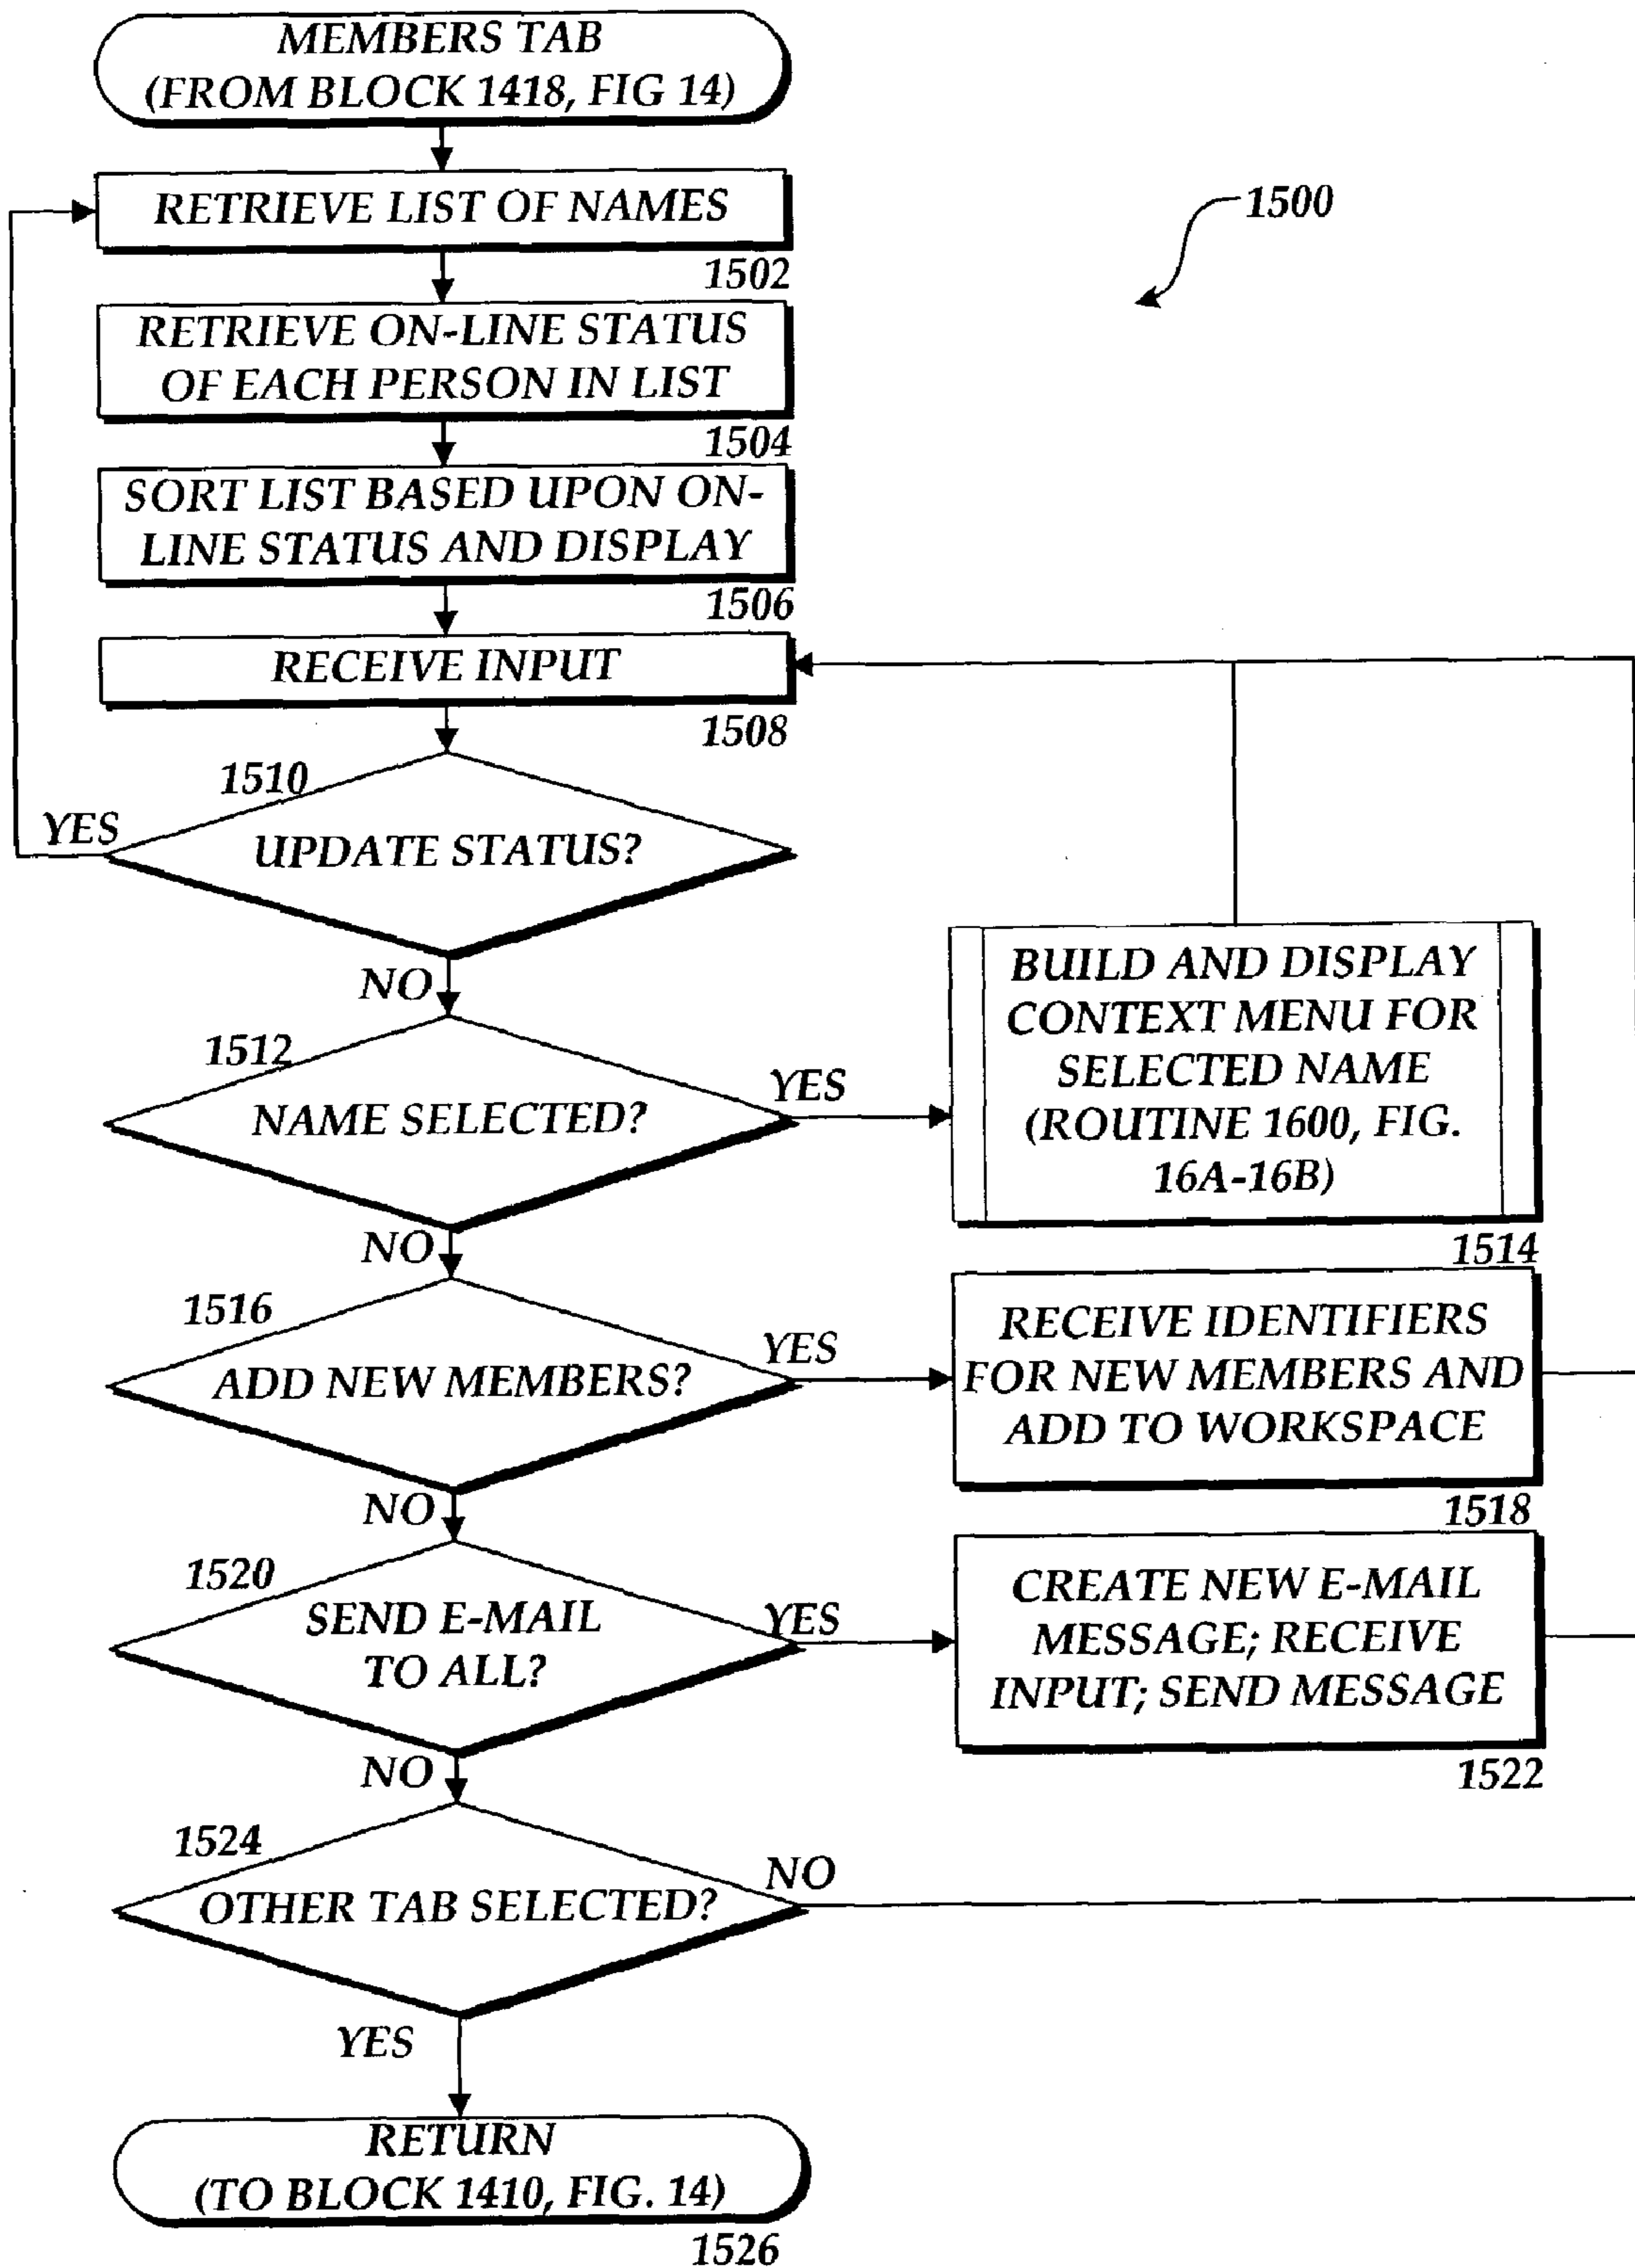 MEMBERS TAB
(FROM BLOCK 1418, FIG 14)
RETRIEVE LIST OF NAMES
1500
1502
RETRIEVE ON-LINE STATUS
OF EACH PERSON IN LIST
1504
SORT LIST BASED UPON ON-
LINE STATUS AND DISPLAY
1506
RECEIVE INPUT
1508
1510
YES
UPDATE STATUS?
NO
1512
NAME SELECTED?
YES
BUILD AND DISPLAY
CONTEXT MENU FOR
SELECTED NAME
(ROUTINE 1600, FIG.
16A-16B)
1514
NO
1516
ADD NEW MEMBERS?
YES
RECEIVE IDENTIFIERS
FOR NEW MEMBERS AND
ADD TO WORKSPACE
1518
NO
1520
SEND E-MAIL
TO ALL?
YES
CREATE NEW E-MAIL
MESSAGE; RECEIVE
INPUT; SEND MESSAGE
1522
NO
1524
OTHER TAB SELECTED?
NO
YES
RETURN
(TO BLOCK 1410, FIG. 14)
1526